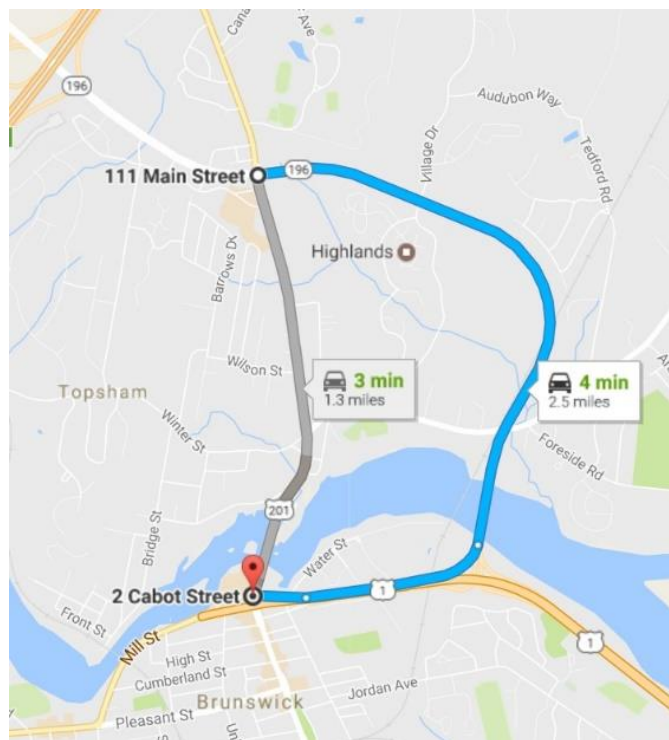 Cana
Ave
196
Audubon Way
Tedford Rd
Village Dr
111 Main Street
196
Highlands
Barrows Dr
Wilson St
3 min
1.3 miles
4 min
2.5 miles
Topsham
Winter St
Foreside Rd
201
Bridge St
Water St
2 Cabot Street
1
Front St
Mill St
1
High St
Cumberland St
Brunswick
Jordan Ave
Pleasant St